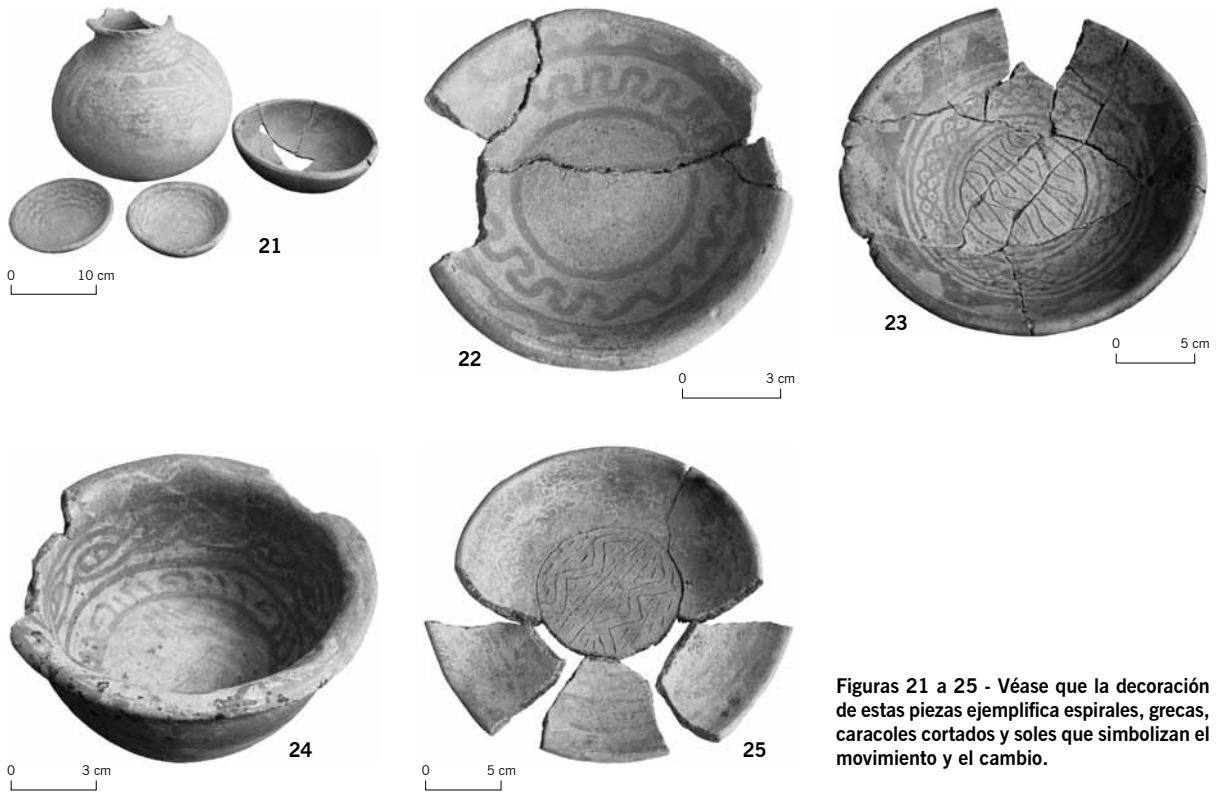 21
0 10 cm
22
0 3 cm
23
0 5 cm
24
0 3 cm
25
0 5 cm
Figuras 21 a 25 - Véase que la decoración
de estas piezas ejemplifica espirales, grecas,
caracoles cortados y soles que simbolizan el
movimiento y el cambio.